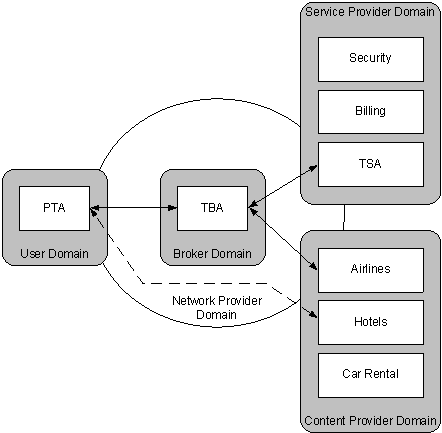 Service Provider Domain
Security
Billing
TSA
PTA
User Domain
TBA
Broker Domain
Network Provider
Domain
Airlines
Hotels
Car Rental
Content Provider Domain